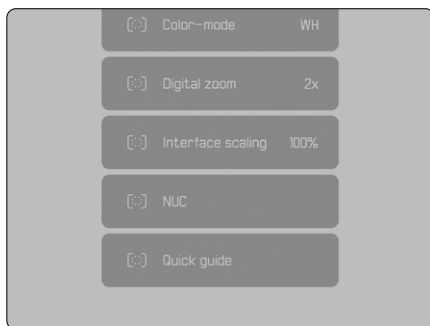 Color-mode WH
Digital zoom 2x
Interface scaling 100%
NUC
Quick guide